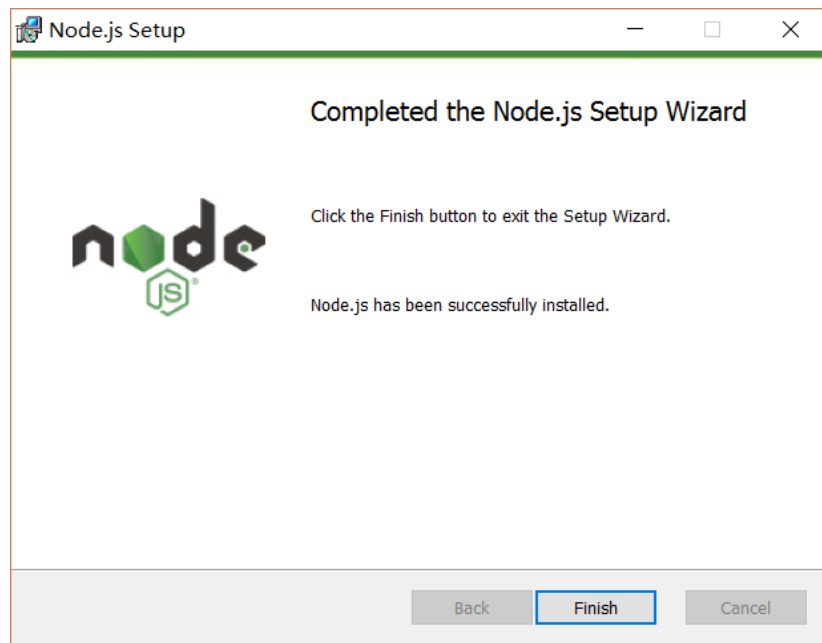 Node.js Setup
Completed the Node.js Setup Wizard
node
JS
Click the Finish button to exit the Setup Wizard.
Node.js has been successfully installed.
Back
Finish
Cancel